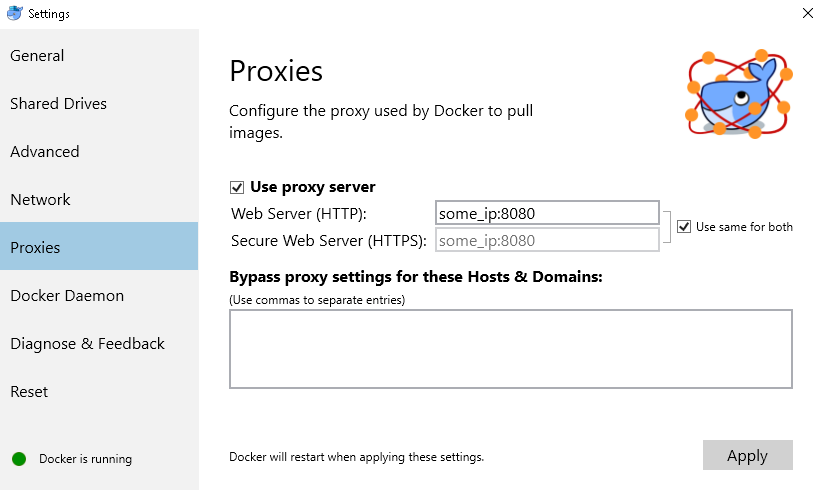 Settings
General
Shared Drives
Advanced
Network
Proxies
Docker Daemon
Diagnose & Feedback
Reset
Docker is running
Proxies
Configure the proxy used by Docker to pull
images.
Use proxy server
Web Server (HTTP): some_ip:8080
Secure Web Server (HTTPS): some_ip:8080
Use same for both
Bypass proxy settings for these Hosts & Domains:
(Use commas to separate entries)
Docker will restart when applying these settings.
Apply